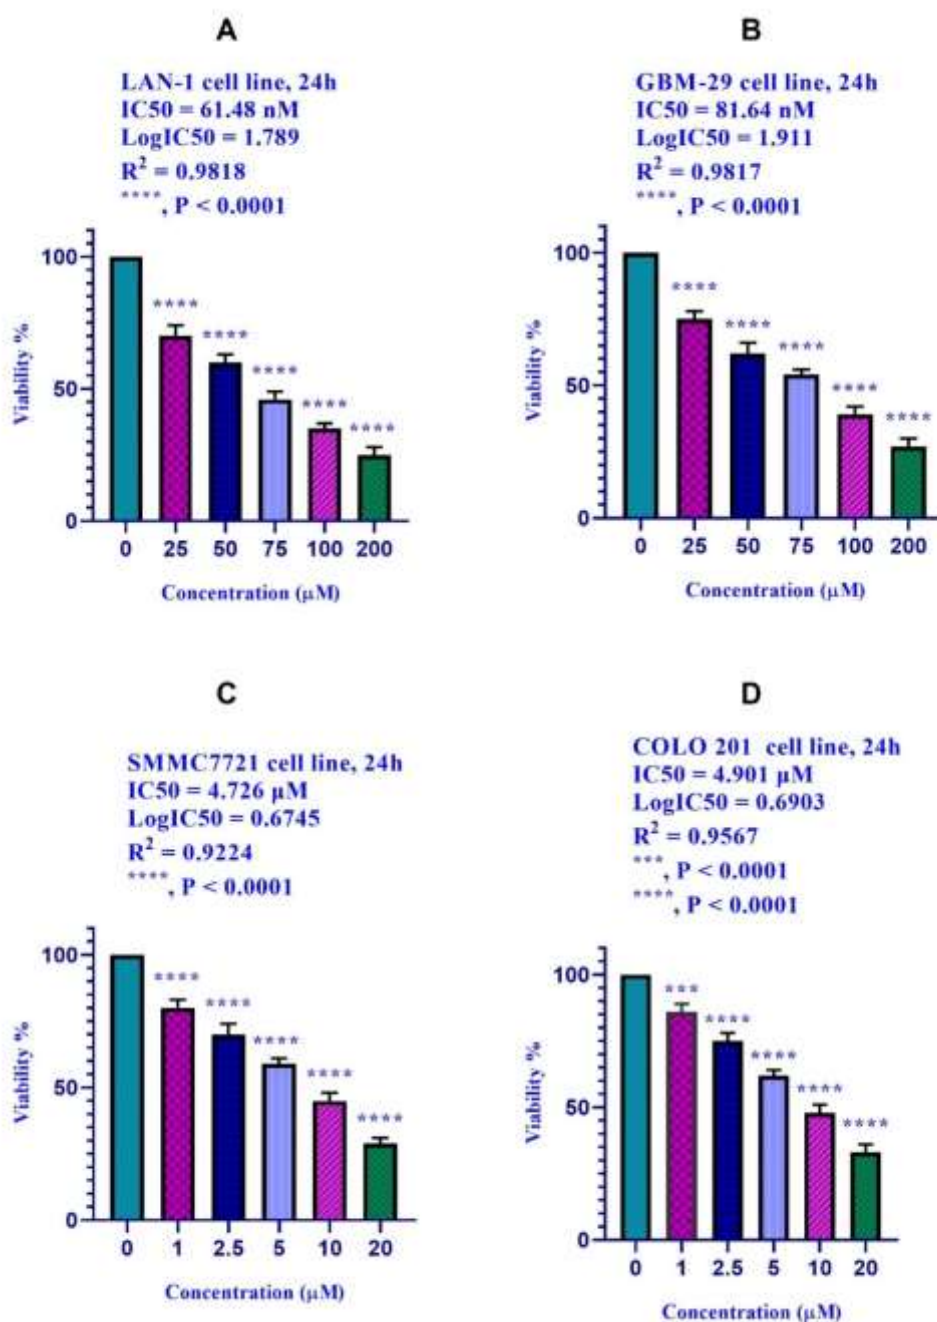 A
LAN-1 cell line, 24h
IC50 = 61.48 nM
LogIC50 = 1.789
R² = 0.9818
****, P < 0.0001
Viability %
100
50
0
****
****
****
****
****
0 25 50 75 100 200
Concentration (μM)
B
GBM-29 cell line, 24h
IC50 = 81.64 nM
LogIC50 = 1.911
R² = 0.9817
****, P < 0.0001
Viability %
100
50
0
****
****
****
****
****
0 25 50 75 100 200
Concentration (μM)
C
SMMC7721 cell line, 24h
IC50 = 4.726 μM
LogIC50 = 0.6745
R² = 0.9224
****, P < 0.0001
Viability %
100
50
0
****
****
****
****
****
0 1 2.5 5 10 20
Concentration (μM)
D
COLO 201 cell line, 24h
IC50 = 4.901 μM
LogIC50 = 0.6903
R² = 0.9567
***, P < 0.0001
****, P < 0.0001
Viability %
100
50
0
***
****
****
****
****
0 1 2.5 5 10 20
Concentration (μM)